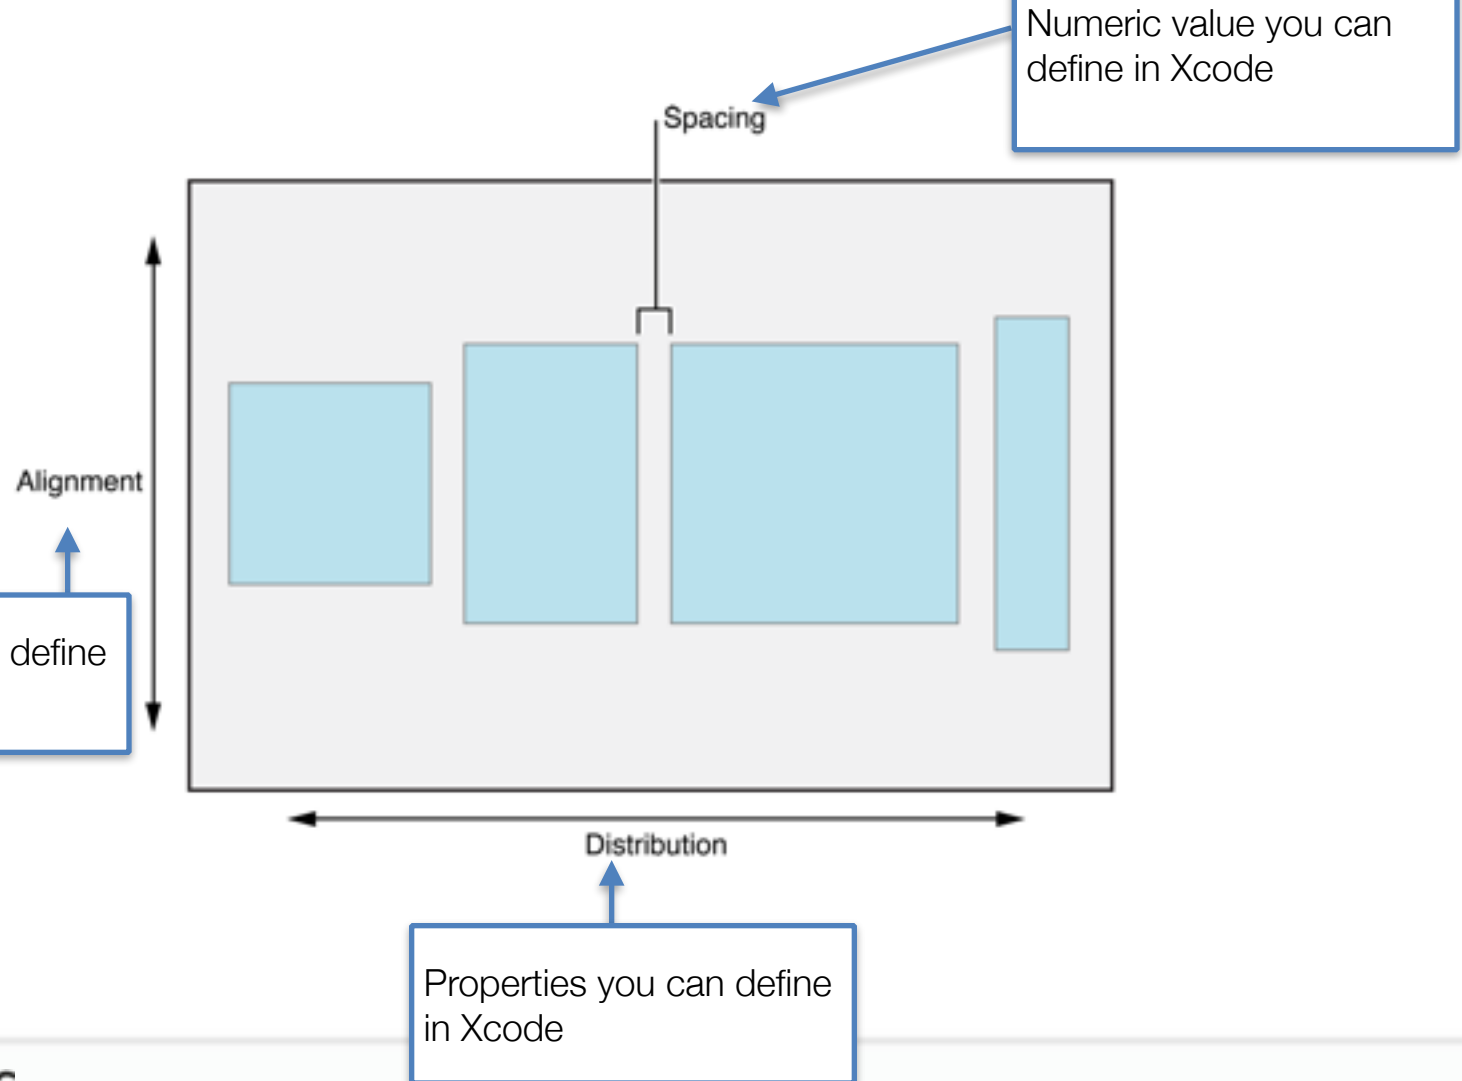 Numeric value you can
define in Xcode
Spacing
Alignment
define
Distribution
Properties you can define
in Xcode